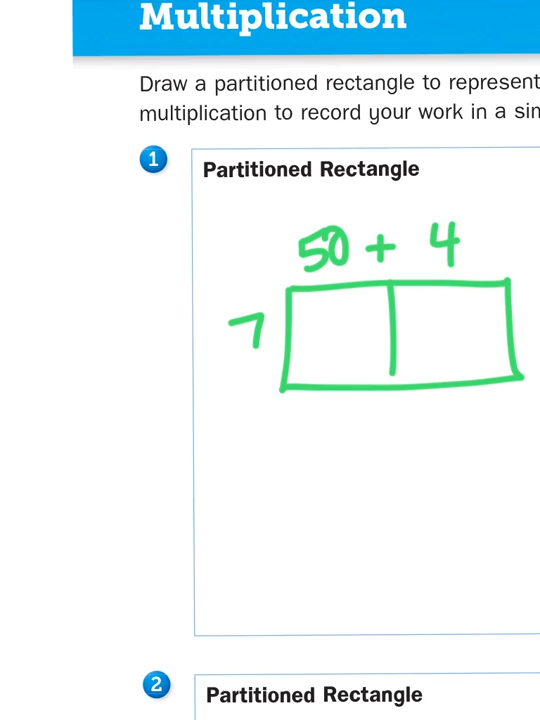 Multiplication
Draw a partitioned rectangle to represent
multiplication to record your work in a
1
Partitioned Rectangle
50 + 4
7
2
Partitioned Rectangle